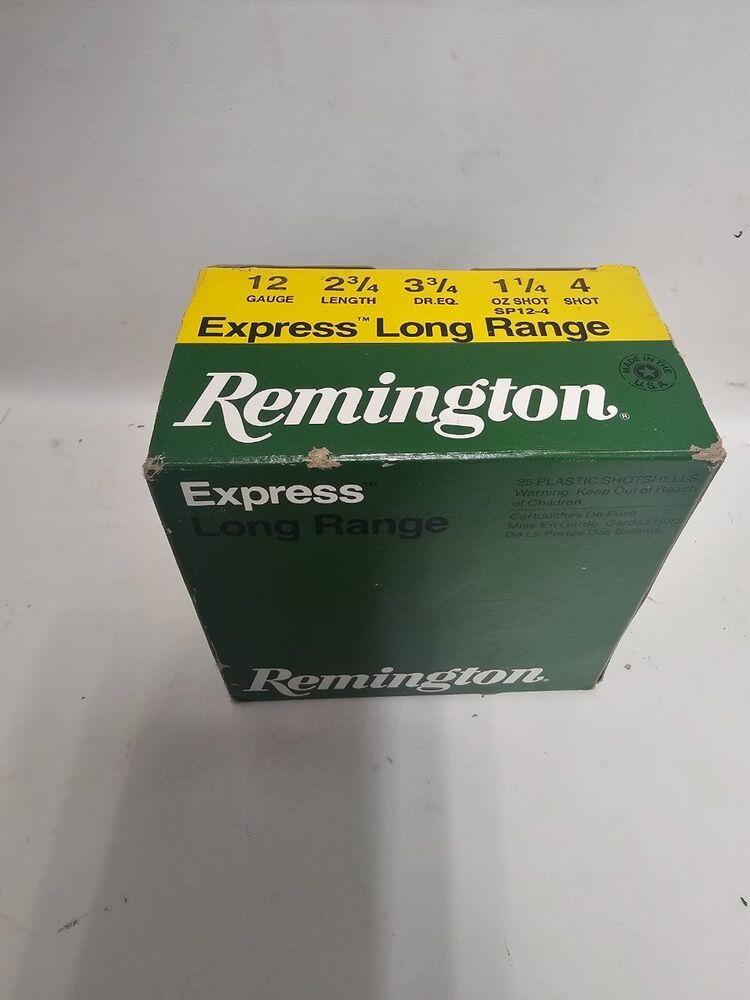 12 2¾ 3¾ 1¼ 4
GAUGE LENGTH DR.EQ. OZ SHOT SHOT
SP12-4
Express™ Long Range
MADE IN THE U.S.A.
Remington®
Express™
Long Range
25 PLASTIC SHOTSHELLS
Warning: Keep Out of Reach
of Children
Cartouches De Fusil
Mise En Garde: Gardez Hors
De La Portee Des Enfants.
Remington®